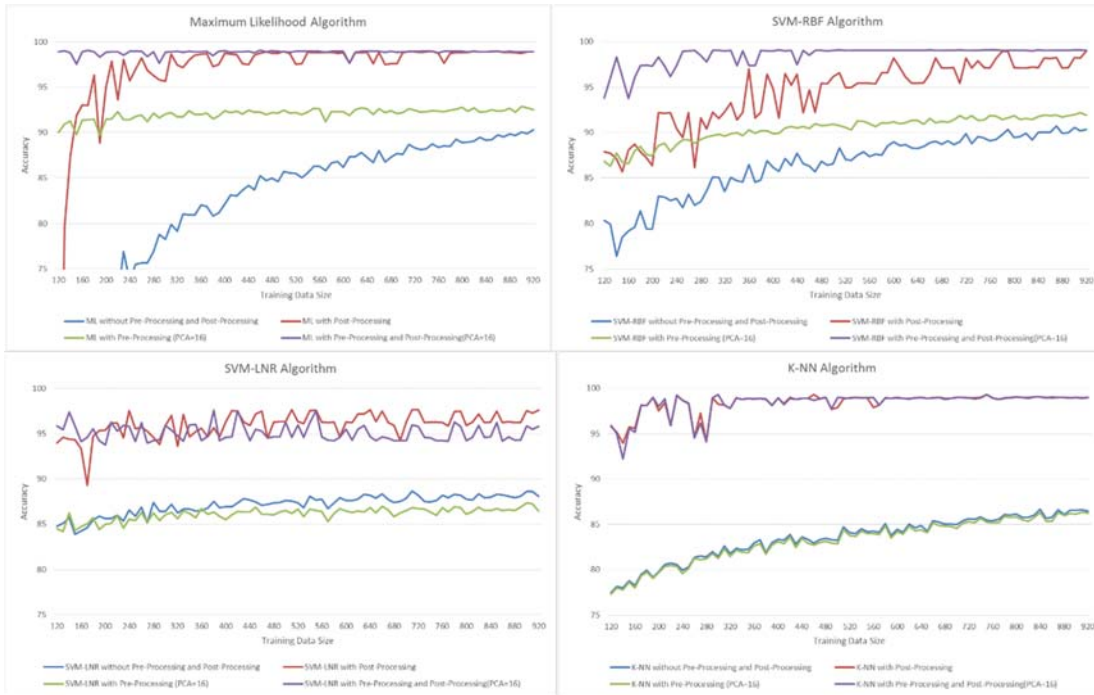 Maximum Likelihood Algorithm
100
95
90
85
80
75
Accuracy
120 160 200 240 280 320 360 400 440 480 520 560 600 640 680 720 760 800 840 880 920
Training Data Size
ML without Pre-Processing and Post-Processing
ML with Post-Processing
ML with Pre-Processing (PCA=16)
ML with Pre-Processing and Post-Processing(PCA=16)
SVM-RBF Algorithm
100
95
90
85
80
75
Accuracy
120 160 200 240 280 320 360 400 440 480 520 560 600 640 680 720 760 800 840 880 920
Training Data Size
SVM-RBF without Pre-Processing and Post-Processing
SVM-RBF with Post-Processing
SVM-RBF with Pre-Processing (PCA=16)
SVM-RBF with Pre-Processing and Post-Processing(PCA=16)
SVM-LNR Algorithm
100
95
90
85
80
75
Accuracy
120 160 200 240 280 320 360 400 440 480 520 560 600 640 680 720 760 800 840 880 920
Training Data Size
SVM-LNR without Pre-Processing and Post-Processing
SVM-LNR with Post-Processing
SVM-LNR with Pre-Processing (PCA=16)
SVM-LNR with Pre-Processing and Post-Processing(PCA=16)
K-NN Algorithm
100
95
90
85
80
75
Accuracy
120 160 200 240 280 320 360 400 440 480 520 560 600 640 680 720 760 800 840 880 920
Training Data Size
K-NN without Pre-Processing and Post-Processing
K-NN with Post-Processing
K-NN with Pre-Processing (PCA=16)
K-NN with Pre-Processing and Post-Processing(PCA=16)